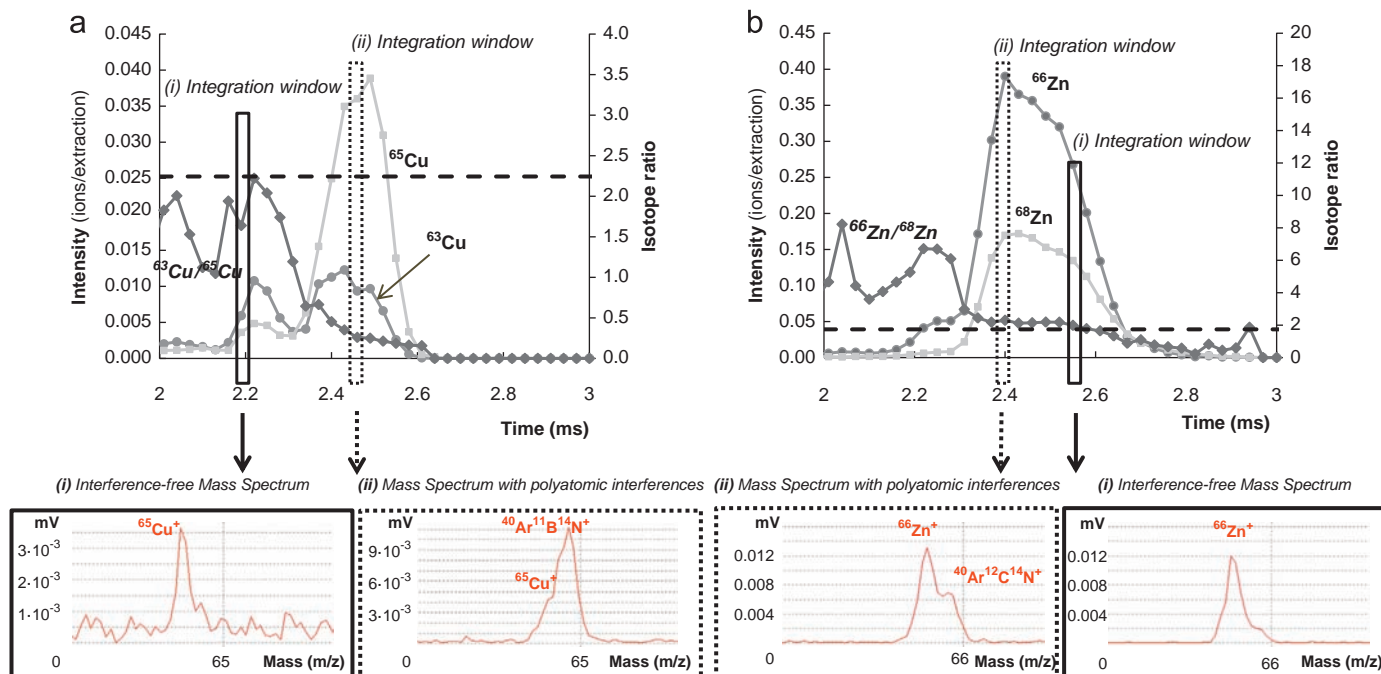 a
(ii) Integration window
(i) Integration window
0.045
0.040
0.035
0.030
0.025
0.020
0.015
0.010
0.005
0.000
Intensity (ions/extraction)
4.0
3.5
3.0
2.5
2.0
1.5
1.0
0.5
0.0
Isotope ratio
⁶⁵Cu
⁶³Cu
⁶³Cu/⁶⁵Cu
2
2.2
2.4
2.6
2.8
3
Time (ms)
b
(ii) Integration window
(i) Integration window
0.45
0.40
0.35
0.30
0.25
0.20
0.15
0.10
0.05
0.00
Intensity (ions/extraction)
20
18
16
14
12
10
8
6
4
2
0
Isotope ratio
⁶⁶Zn
⁶⁸Zn
⁶⁶Zn/⁶⁸Zn
2
2.2
2.4
2.6
2.8
3
Time (ms)
(i) Interference-free Mass Spectrum
mV
⁶⁵Cu⁺
3·10⁻³
2·10⁻³
1·10⁻³
0
65
Mass (m/z)
(ii) Mass Spectrum with polyatomic interferences
mV
⁴⁰Ar¹¹B¹⁴N⁺
⁶⁵Cu⁺
9·10⁻³
6·10⁻³
3·10⁻³
0
65
Mass (m/z)
(ii) Mass Spectrum with polyatomic interferences
mV
⁶⁶Zn⁺
⁴⁰Ar¹²C¹⁴N⁺
0.012
0.008
0.004
0
66
Mass (m/z)
(i) Interference-free Mass Spectrum
mV
⁶⁶Zn⁺
0.012
0.008
0.004
0
66
Mass (m/z)